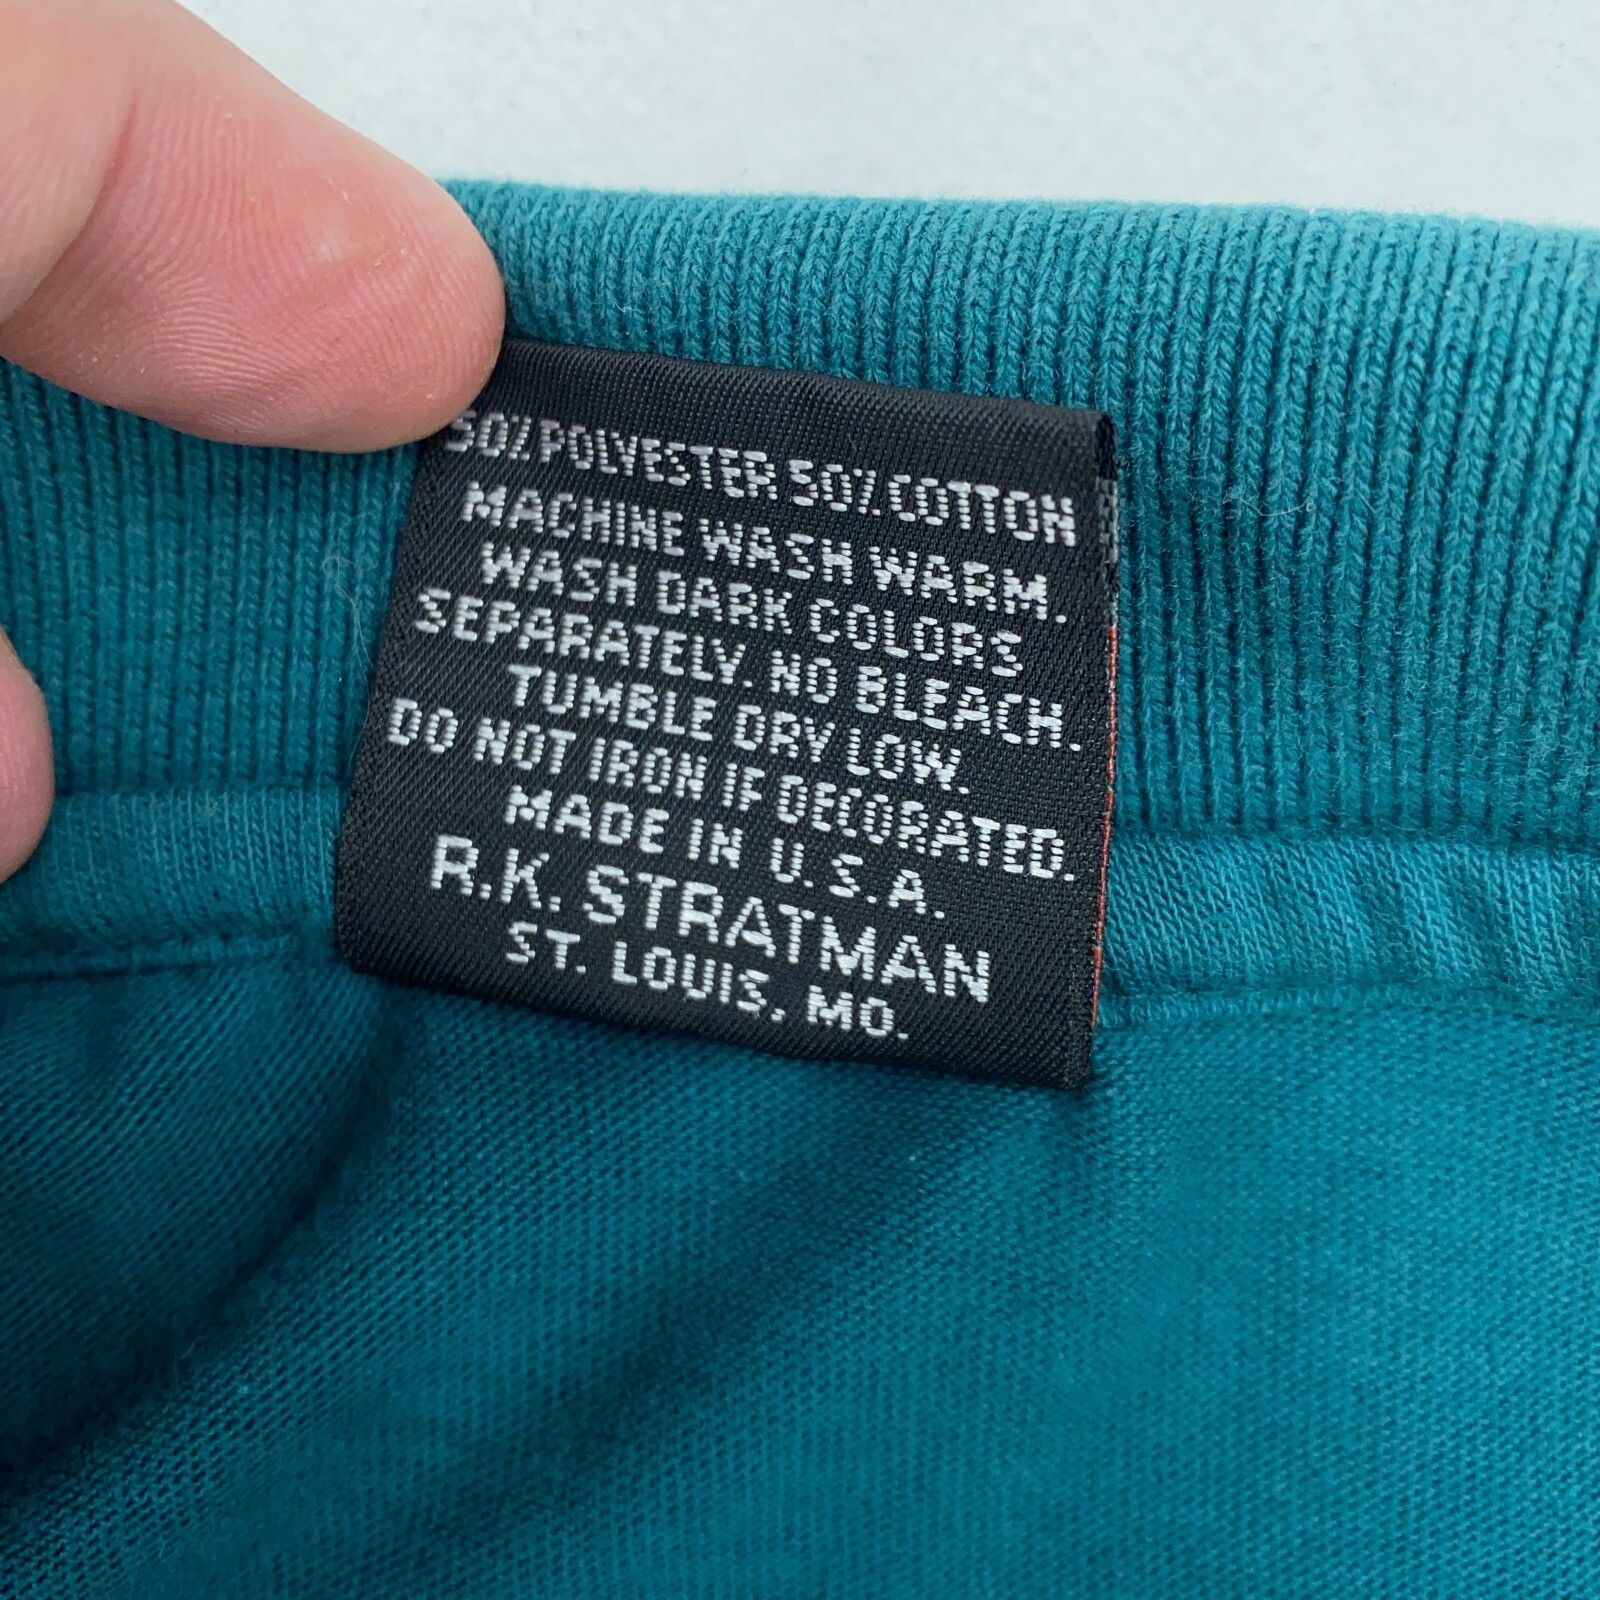 50% POLYESTER 50% COTTON
MACHINE WASH WARM.
WASH DARK COLORS
SEPARATELY. NO BLEACH.
TUMBLE DRY LOW.
DO NOT IRON IF DECORATED.
MADE IN U.S.A.
R.K. STRATMAN
ST. LOUIS, MO.